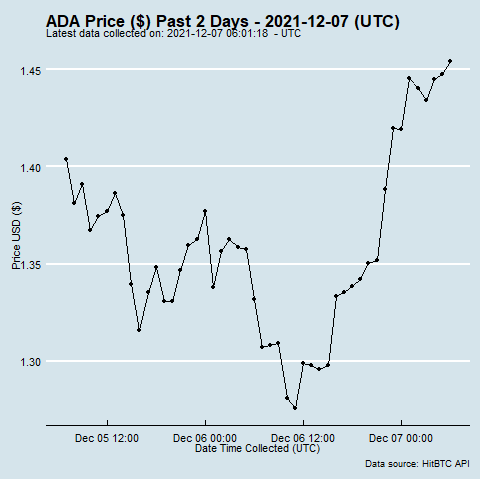 ADA Price ($) Past 2 Days - 2021-12-07 (UTC)
Latest data collected on: 2021-12-07 06:01:18  - UTC
1.45
1.40
1.35
1.30
Price USD ($)
Dec 05 12:00 Dec 06 00:00 Dec 06 12:00 Dec 07 00:00
Date Time Collected (UTC)
Data source: HitBTC API